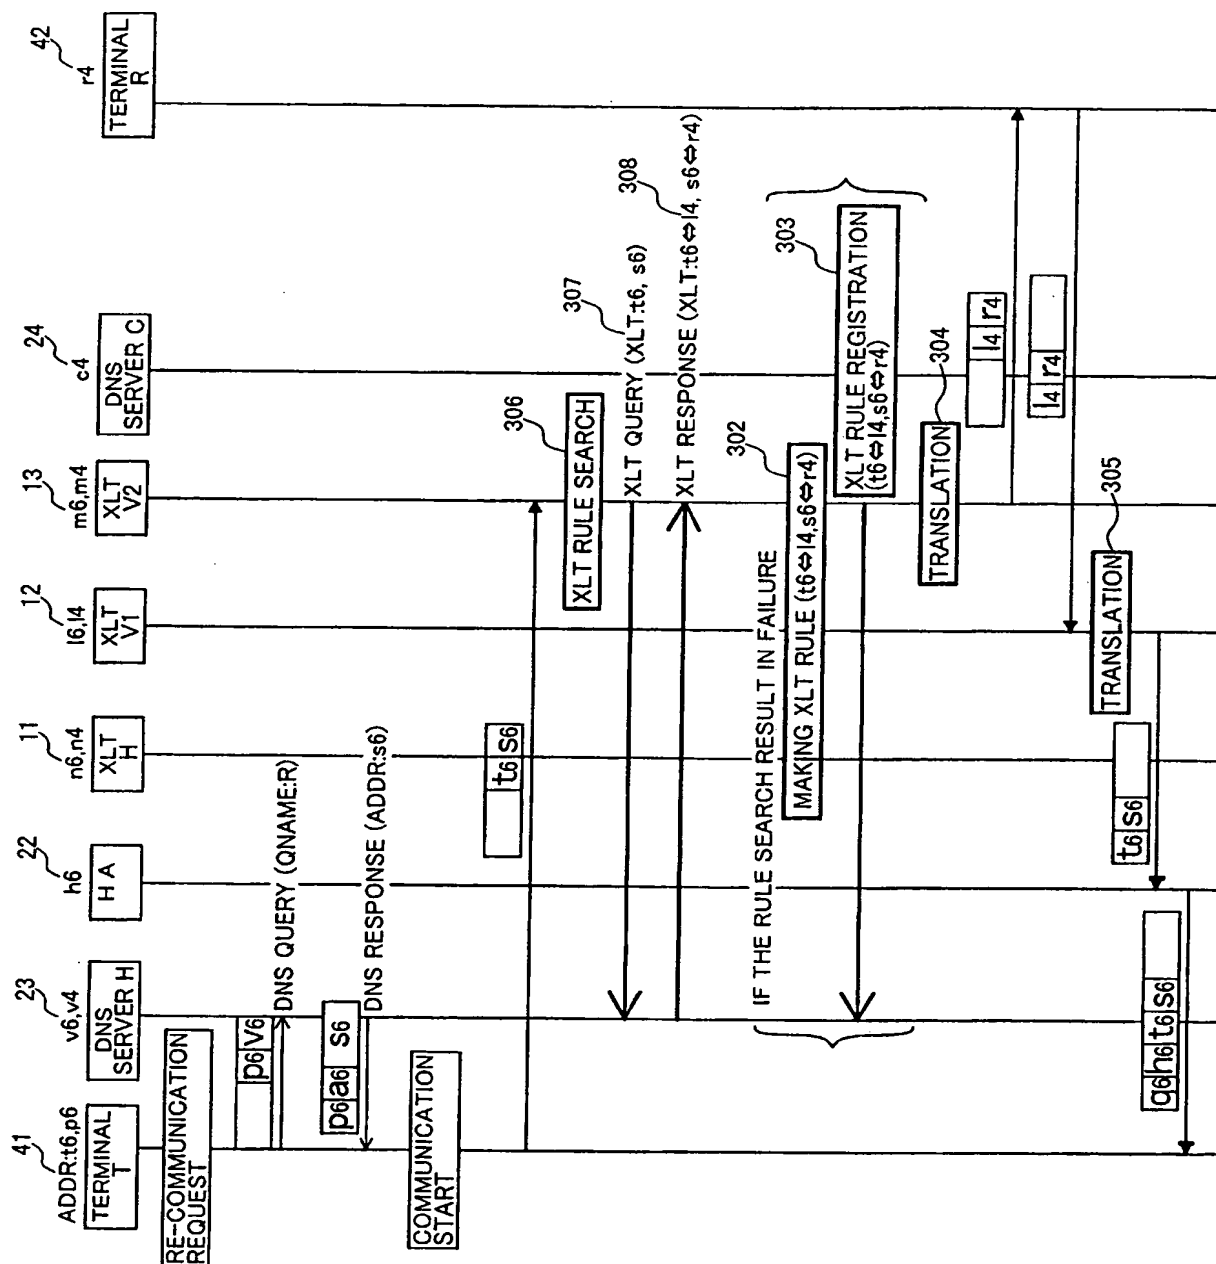 41
ADDR:t6,p6
TERMINAL
T
23
v6,v4
DNS
SERVER H
22
h6
H A
11
n6,n4
XLT
H
12
l6,l4
XLT
V1
13
m6,m4
XLT
V2
24
c4
DNS
SERVER C
42
r4
TERMINAL
R
RE-COMMUNICATION
REQUEST
p6 v6
DNS QUERY (QNAME:R)
p6 a6 s6
DNS RESPONSE (ADDR:s6)
COMMUNICATION
START
t6 s6
306
XLT RULE SEARCH
307
XLT QUERY (XLT:t6, s6)
308
XLT RESPONSE (XLT:t6⇔l4, s6⇔r4)
IF THE RULE SEARCH RESULT IN FAILURE
302
MAKING XLT RULE (t6⇔l4,s6⇔r4)
303
XLT RULE REGISTRATION
(t6⇔l4,s6⇔r4)
304
TRANSLATION
l4 r4
l4 r4
305
TRANSLATION
t6 s6
q6 h6 t6 s6